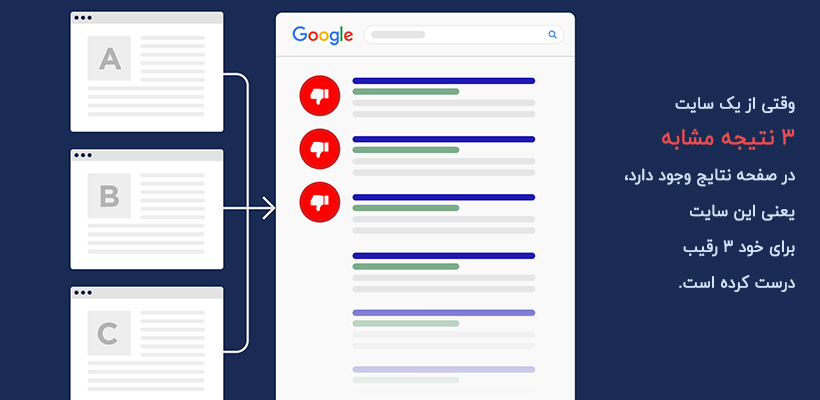 A
B
C
Google
وقتی از یک سایت
۳ نتیجه مشابه
در صفحه نتایج وجود دارد،
یعنی این سایت
برای خود ۳ رقیب
درست کرده است.